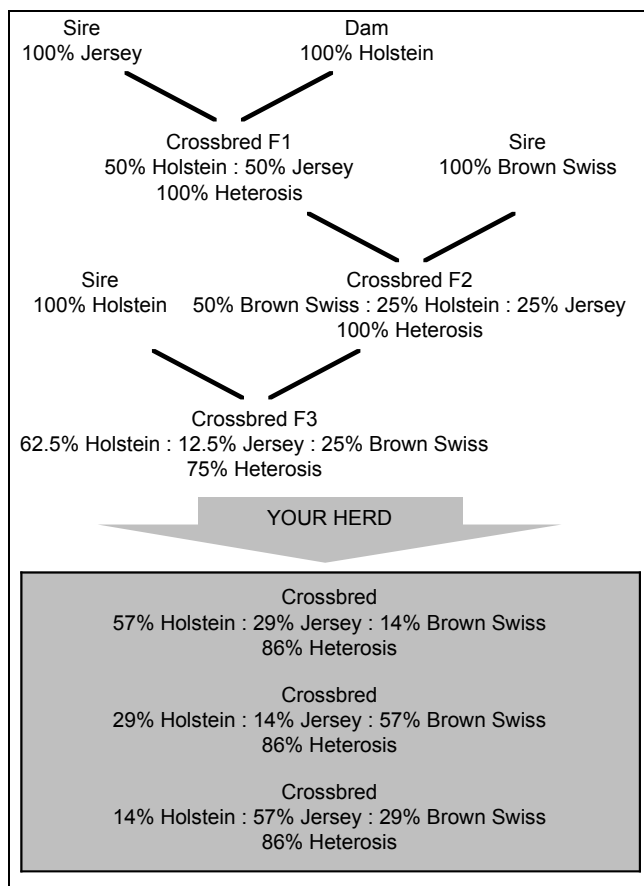 Sire
100% Jersey
Dam
100% Holstein
Crossbred F1
50% Holstein : 50% Jersey
100% Heterosis
Sire
100% Brown Swiss
Sire
100% Holstein
Crossbred F2
50% Brown Swiss : 25% Holstein : 25% Jersey
100% Heterosis
Crossbred F3
62.5% Holstein : 12.5% Jersey : 25% Brown Swiss
75% Heterosis
YOUR HERD
Crossbred
57% Holstein : 29% Jersey : 14% Brown Swiss
86% Heterosis
Crossbred
29% Holstein : 14% Jersey : 57% Brown Swiss
86% Heterosis
Crossbred
14% Holstein : 57% Jersey : 29% Brown Swiss
86% Heterosis